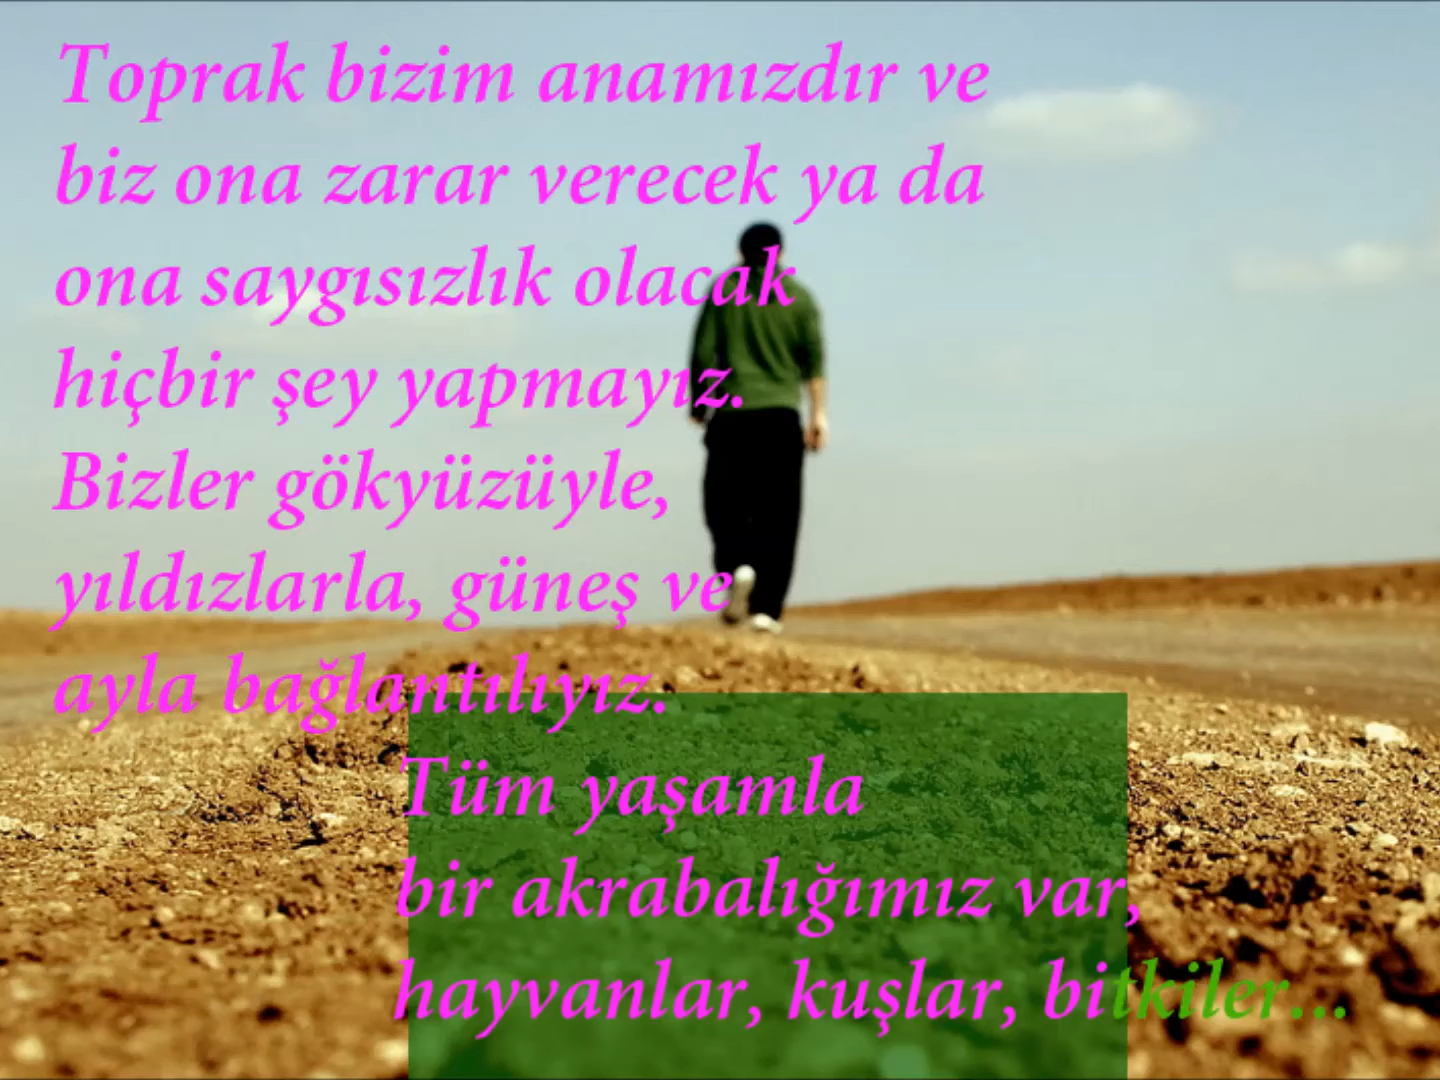 Toprak bizim anamızdır ve
biz ona zarar verecek ya da
ona saygısızlık olacak
hiçbir şey yapmayız.
Bizler gökyüzüyle,
yıldızlarla, güneş ve
ayla bağlantılıyız.
Tüm yaşamla
bir akrabalığımız var,
hayvanlar, kuşlar, bitkiler...